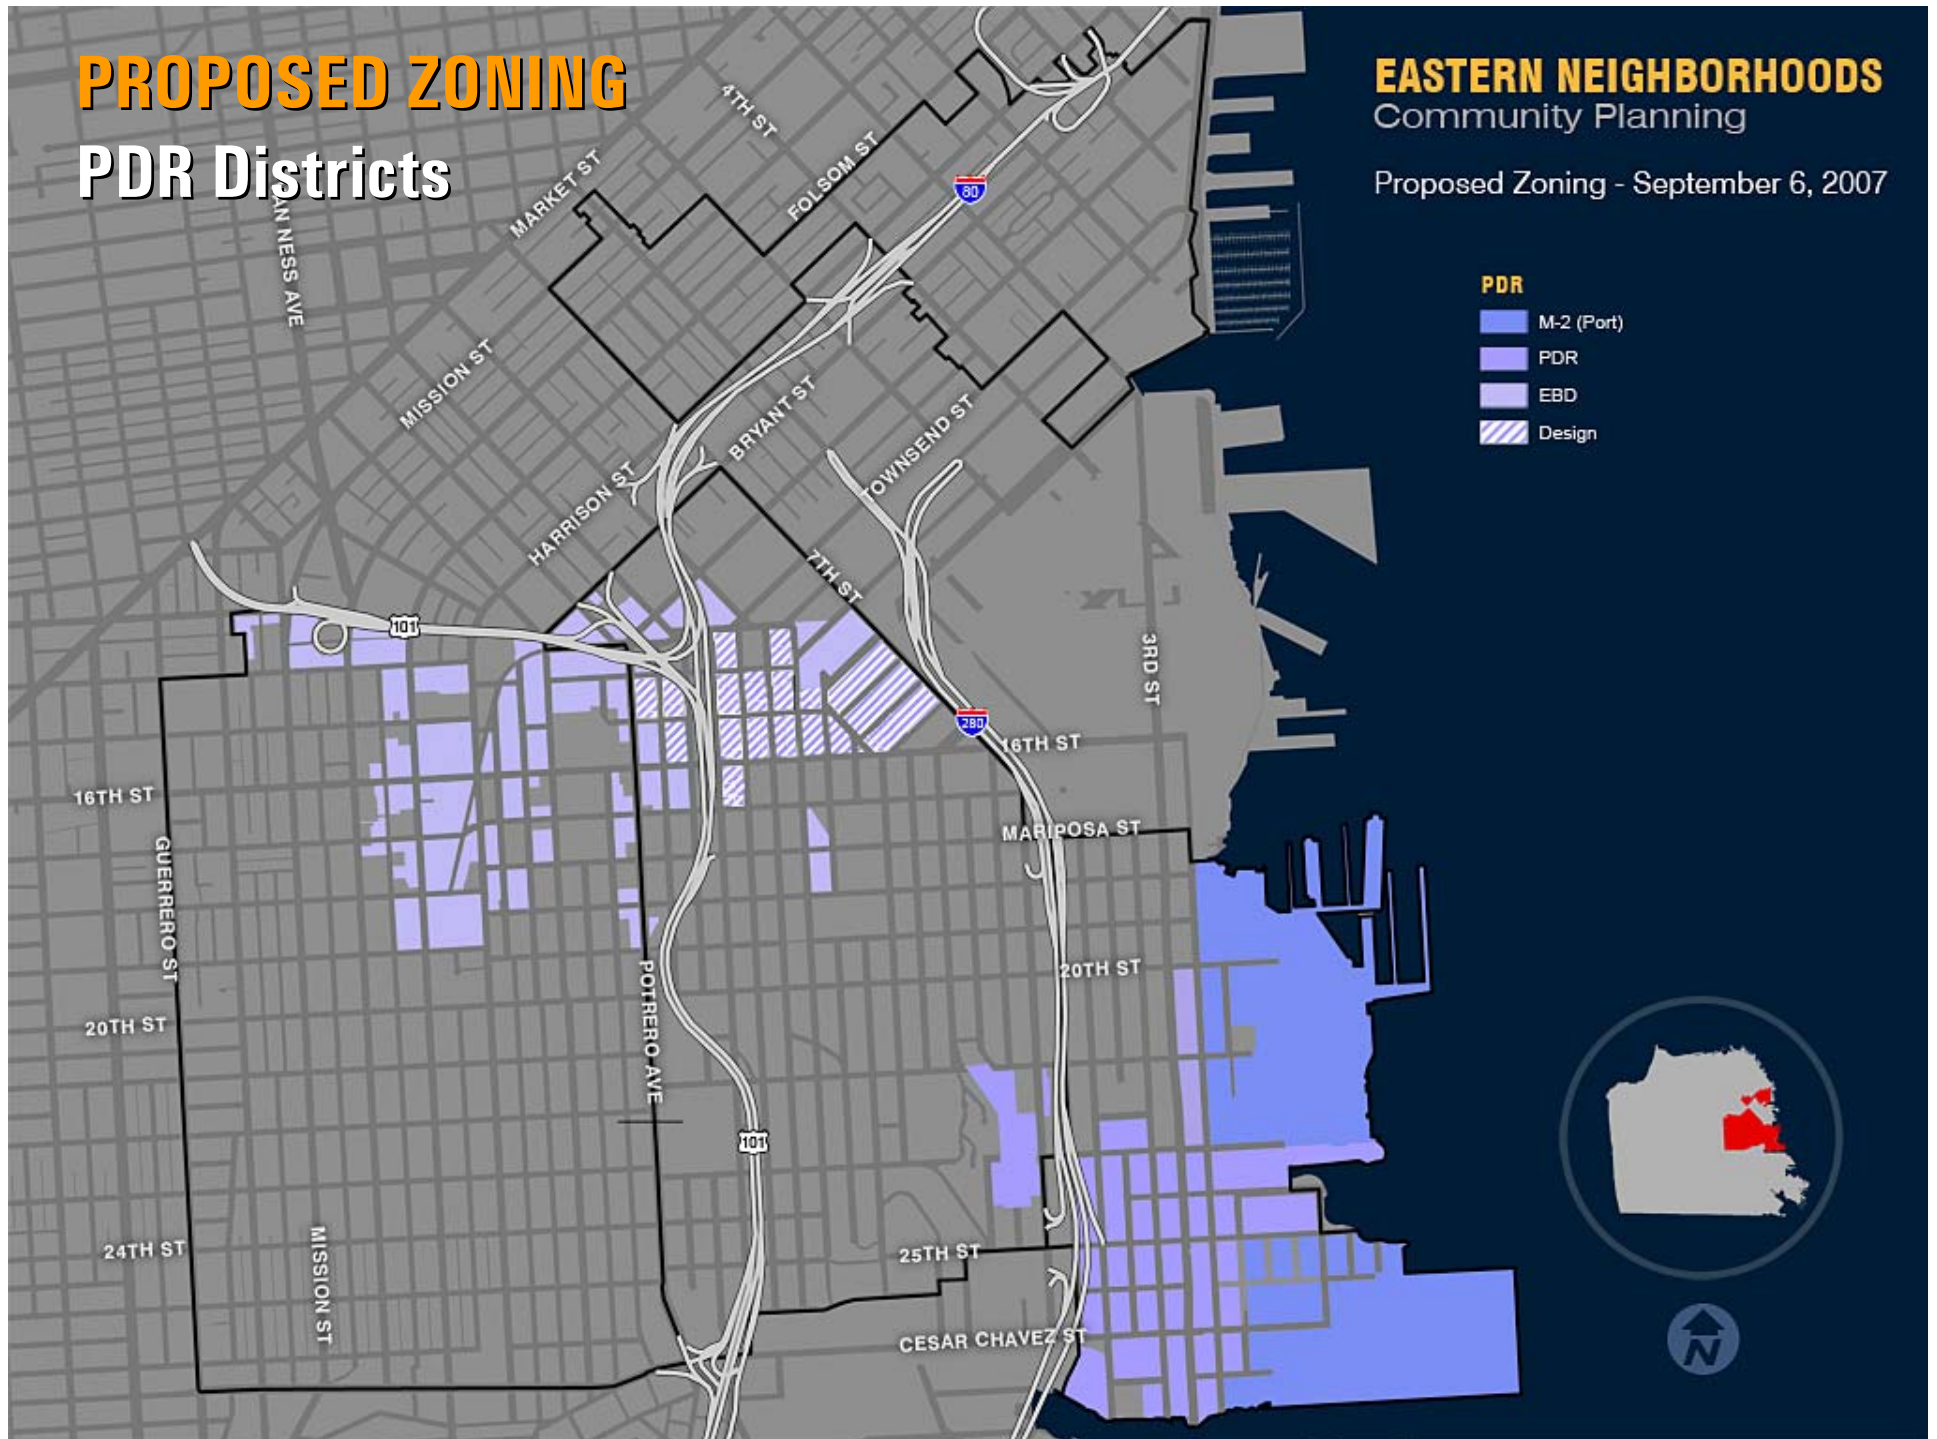 PROPOSED ZONING
PDR Districts
EASTERN NEIGHBORHOODS
Community Planning
Proposed Zoning - September 6, 2007
PDR
M-2 (Port)
PDR
EBD
Design
4TH ST
MARKET ST
FOLSOM ST
80
AN NESS AVE
MISSION ST
BRYANT ST
TOWNSEND ST
HARRISON ST
7TH ST
101
3RD ST
280
16TH ST
16TH ST
MARIPOSA ST
GUERRERO ST
20TH ST
POTRERO AVE
20TH ST
101
24TH ST
MISSION ST
25TH ST
CESAR CHAVEZ ST
N